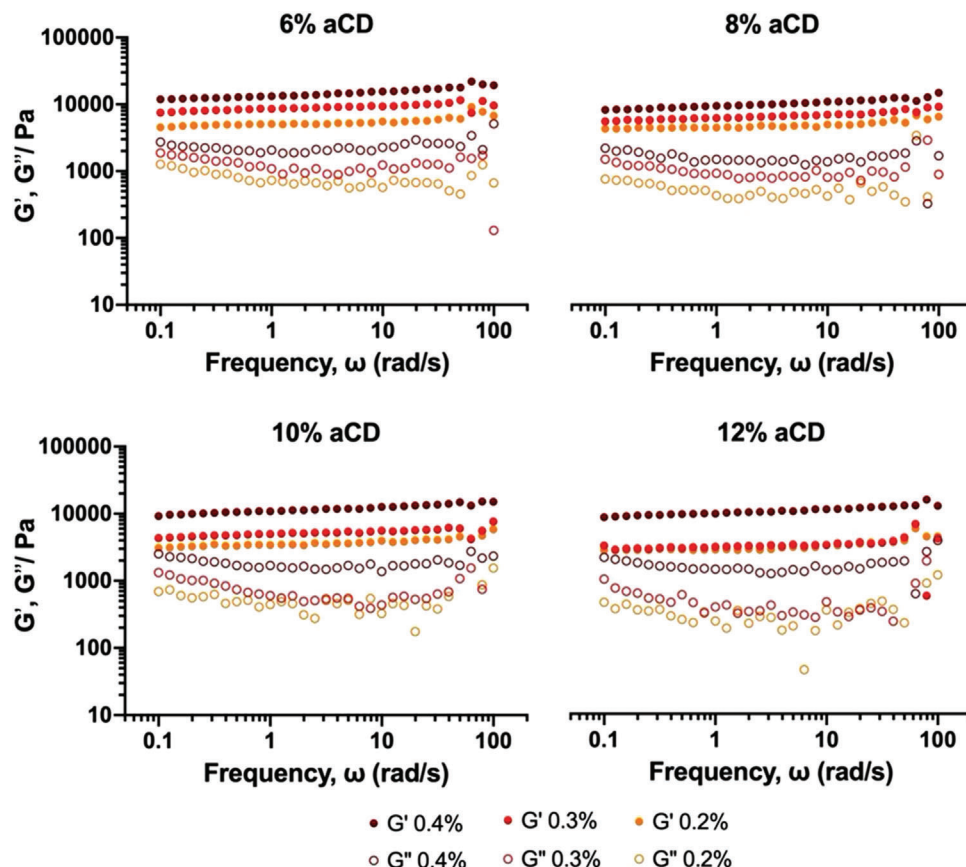 6% aCD
8% aCD
100000
10000
1000
100
10
G', G''/ Pa
0.1 1 10 100
0.1 1 10 100
Frequency, ω (rad/s)
Frequency, ω (rad/s)
10% aCD
12% aCD
100000
10000
1000
100
10
G', G''/ Pa
0.1 1 10 100
0.1 1 10 100
Frequency, ω (rad/s)
Frequency, ω (rad/s)
G' 0.4% G' 0.3% G' 0.2%
G'' 0.4% G'' 0.3% G'' 0.2%